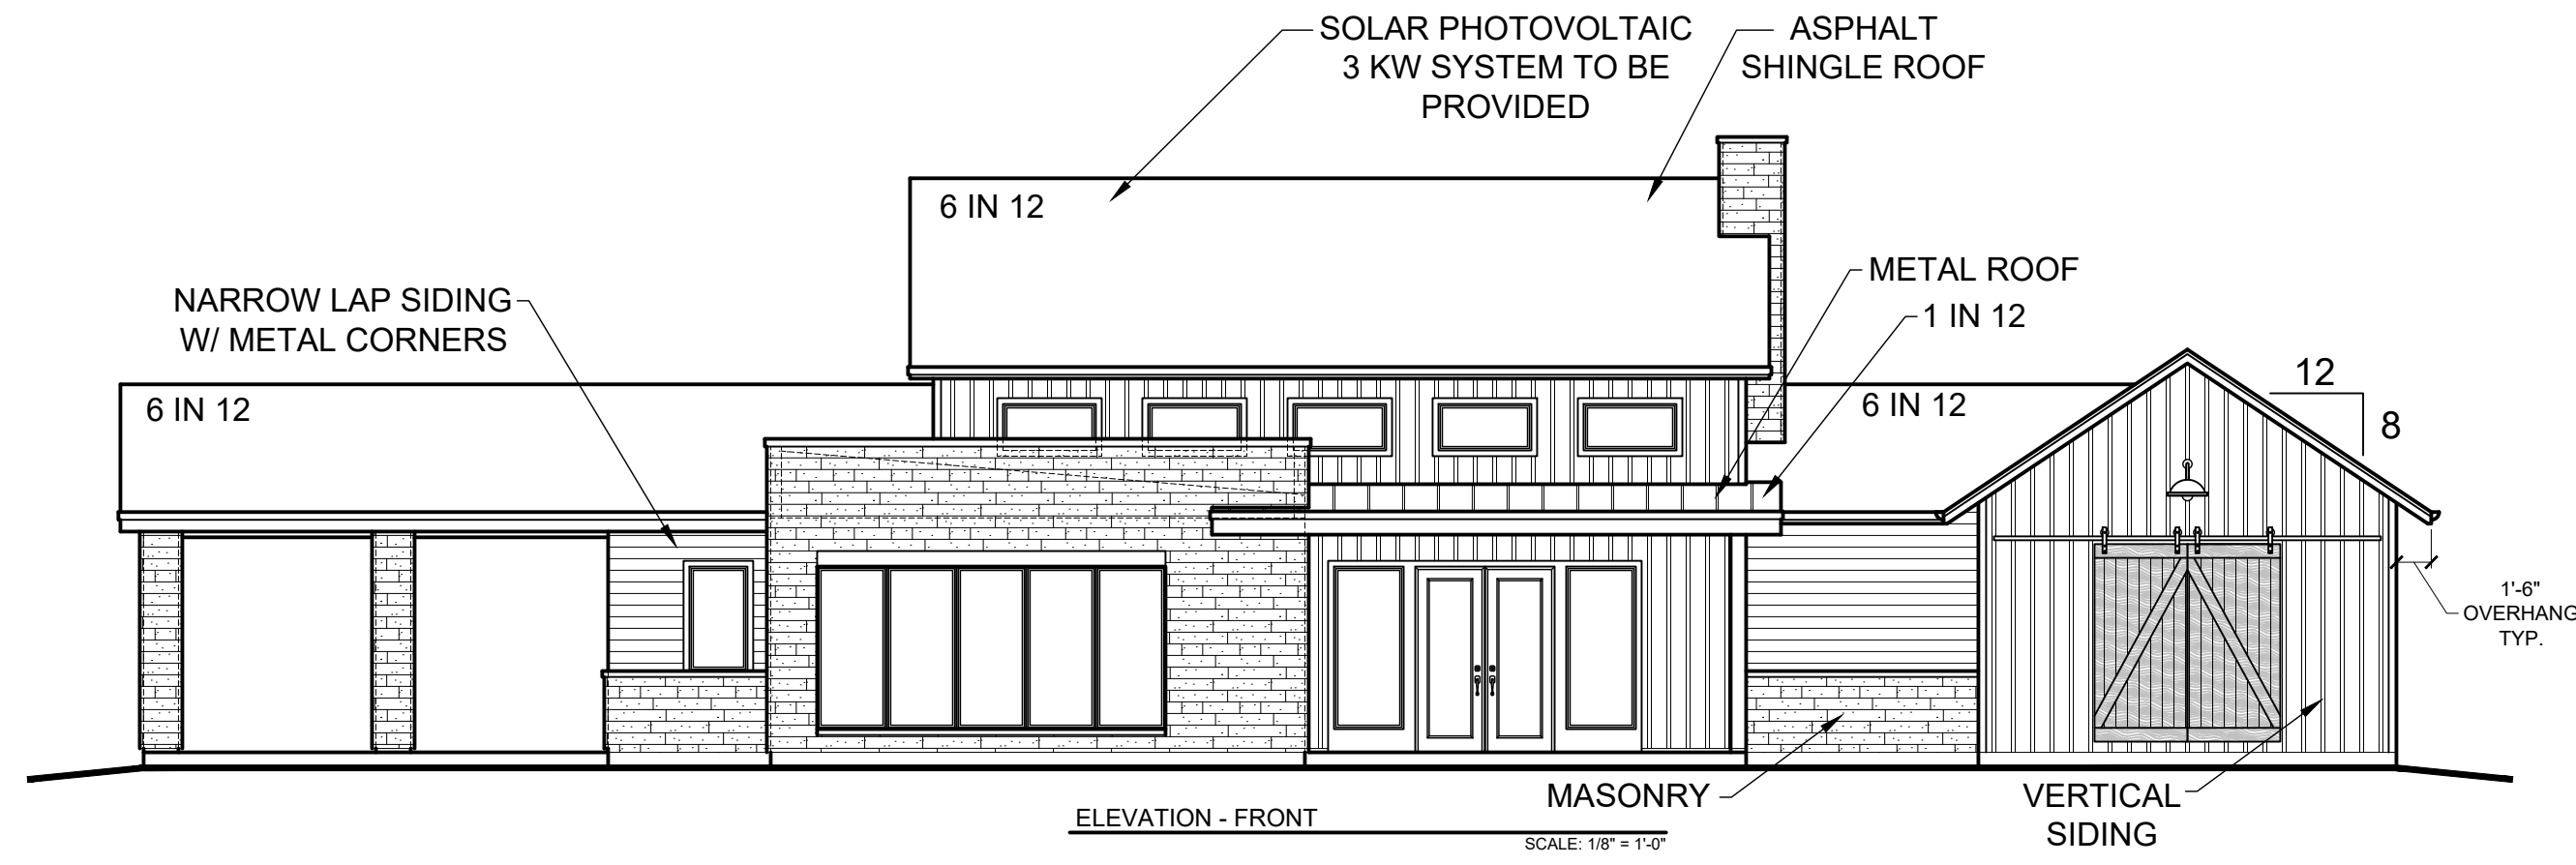 SOLAR PHOTOVOLTAIC
3 KW SYSTEM TO BE
PROVIDED
ASPHALT
SHINGLE ROOF
6 IN 12
NARROW LAP SIDING
W/ METAL CORNERS
METAL ROOF
1 IN 12
6 IN 12
6 IN 12
12
8
1'-6"
OVERHANG
TYP.
MASONRY
VERTICAL
SIDING
ELEVATION - FRONT
SCALE: 1/8" = 1'-0"